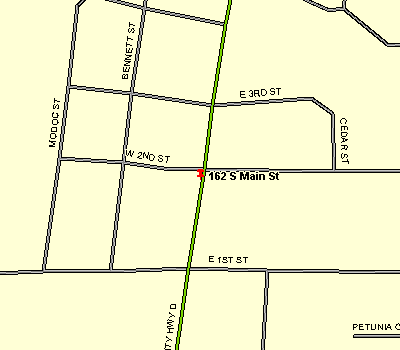 BENNETT ST
E 3RD ST
MODOC ST
CEDAR ST
W 2ND ST
162 S Main St
E 1ST ST
TY HWY D
PETUNIA